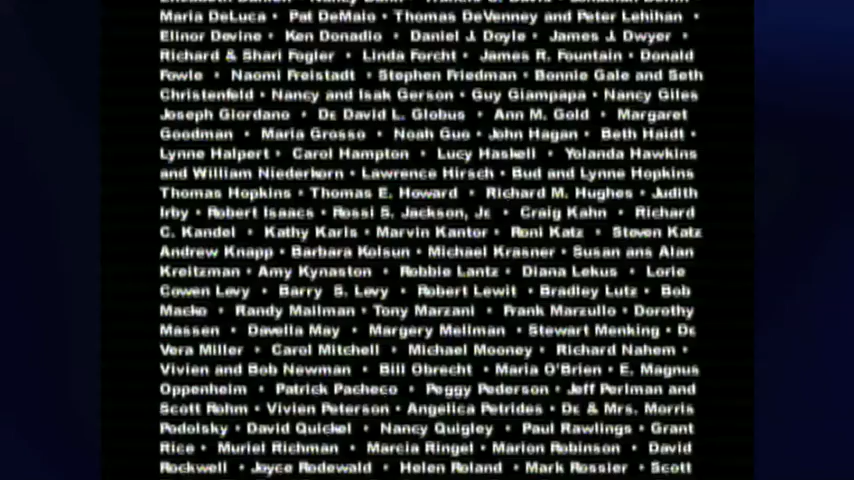 Maria DeLuca • Pat DeMaio • Thomas DeVenney and Peter Lehihan •
Elinor Devine • Ken Donadio • Daniel J. Doyle • James J. Dwyer •
Richard & Shari Fogler • Linda Forcht • James R. Fountain • Donald
Fowle • Naomi Freistadt • Stephen Friedman • Bonnie Gale and Seth
Christenfeld • Nancy and Isak Gerson • Guy Giampapa • Nancy Giles
Joseph Giordano • Dr. David L. Globus • Ann M. Gold • Margaret
Goodman • Maria Grosso • Noah Guo • John Hagan • Beth Haidt •
Lynne Halpert • Carol Hampton • Lucy Haskell • Yolanda Hawkins
and William Niederkorn • Lawrence Hirsch • Bud and Lynne Hopkins
Thomas Hopkins • Thomas E. Howard • Richard M. Hughes • Judith
Irby • Robert Isaacs • Rossi S. Jackson, Jr. • Craig Kahn • Richard
C. Kandel • Kathy Karls • Marvin Kantor • Roni Katz • Steven Katz
Andrew Knapp • Barbara Kolsun • Michael Krasner • Susan ans Alan
Kreitzman • Amy Kynaston • Robbie Lantz • Diana Lekus • Lorie
Cowen Levy • Barry S. Levy • Robert Lewit • Bradley Lutz • Bob
Macko • Randy Mailman • Tony Marzani • Frank Marzullo • Dorothy
Massen • Davella May • Margery Mellman • Stewart Menking • Dr.
Vera Miller • Carol Mitchell • Michael Mooney • Richard Nahem •
Vivien and Bob Newman • Bill Obrecht • Maria O'Brien • E. Magnus
Oppenheim • Patrick Pacheco • Peggy Pederson • Jeff Perlman and
Scott Rohm • Vivien Peterson • Angelica Petrides • Dr. & Mrs. Morris
Podolsky • David Quickel • Nancy Quigley • Paul Rawlings • Grant
Rice • Muriel Richman • Marcia Ringel • Marion Robinson • David
Rockwell • Joyce Rodewald • Helen Roland • Mark Rossier • Scott